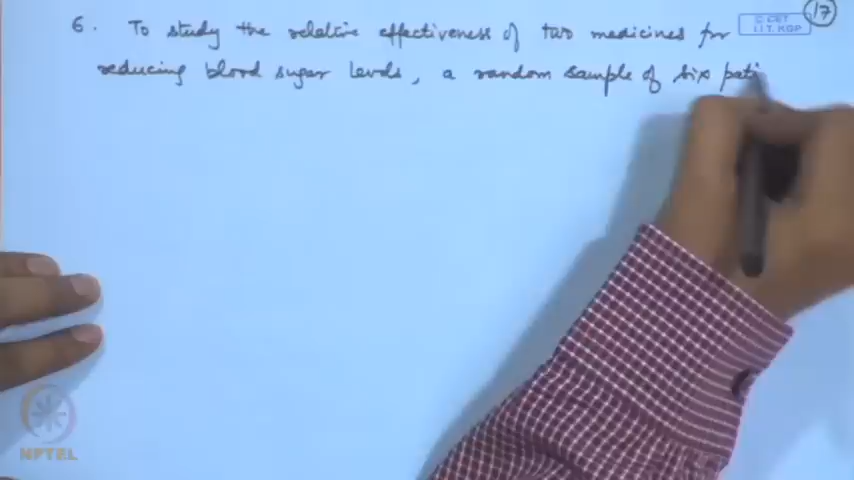 17
C CET
I.I.T. KGP
6. To study the relative effectiveness of two medicines for
reducing blood sugar levels, a random sample of six pati
NPTEL